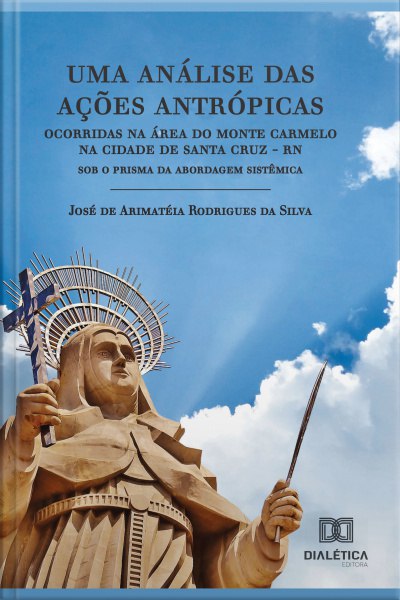 UMA ANÁLISE DAS
AÇÕES ANTRÓPICAS
OCORRIDAS NA ÁREA DO MONTE CARMELO
NA CIDADE DE SANTA CRUZ - RN
SOB O PRISMA DA ABORDAGEM SISTÊMICA
JOSÉ DE ARIMATÉIA RODRIGUES DA SILVA
DIALÉTICA
EDITORA